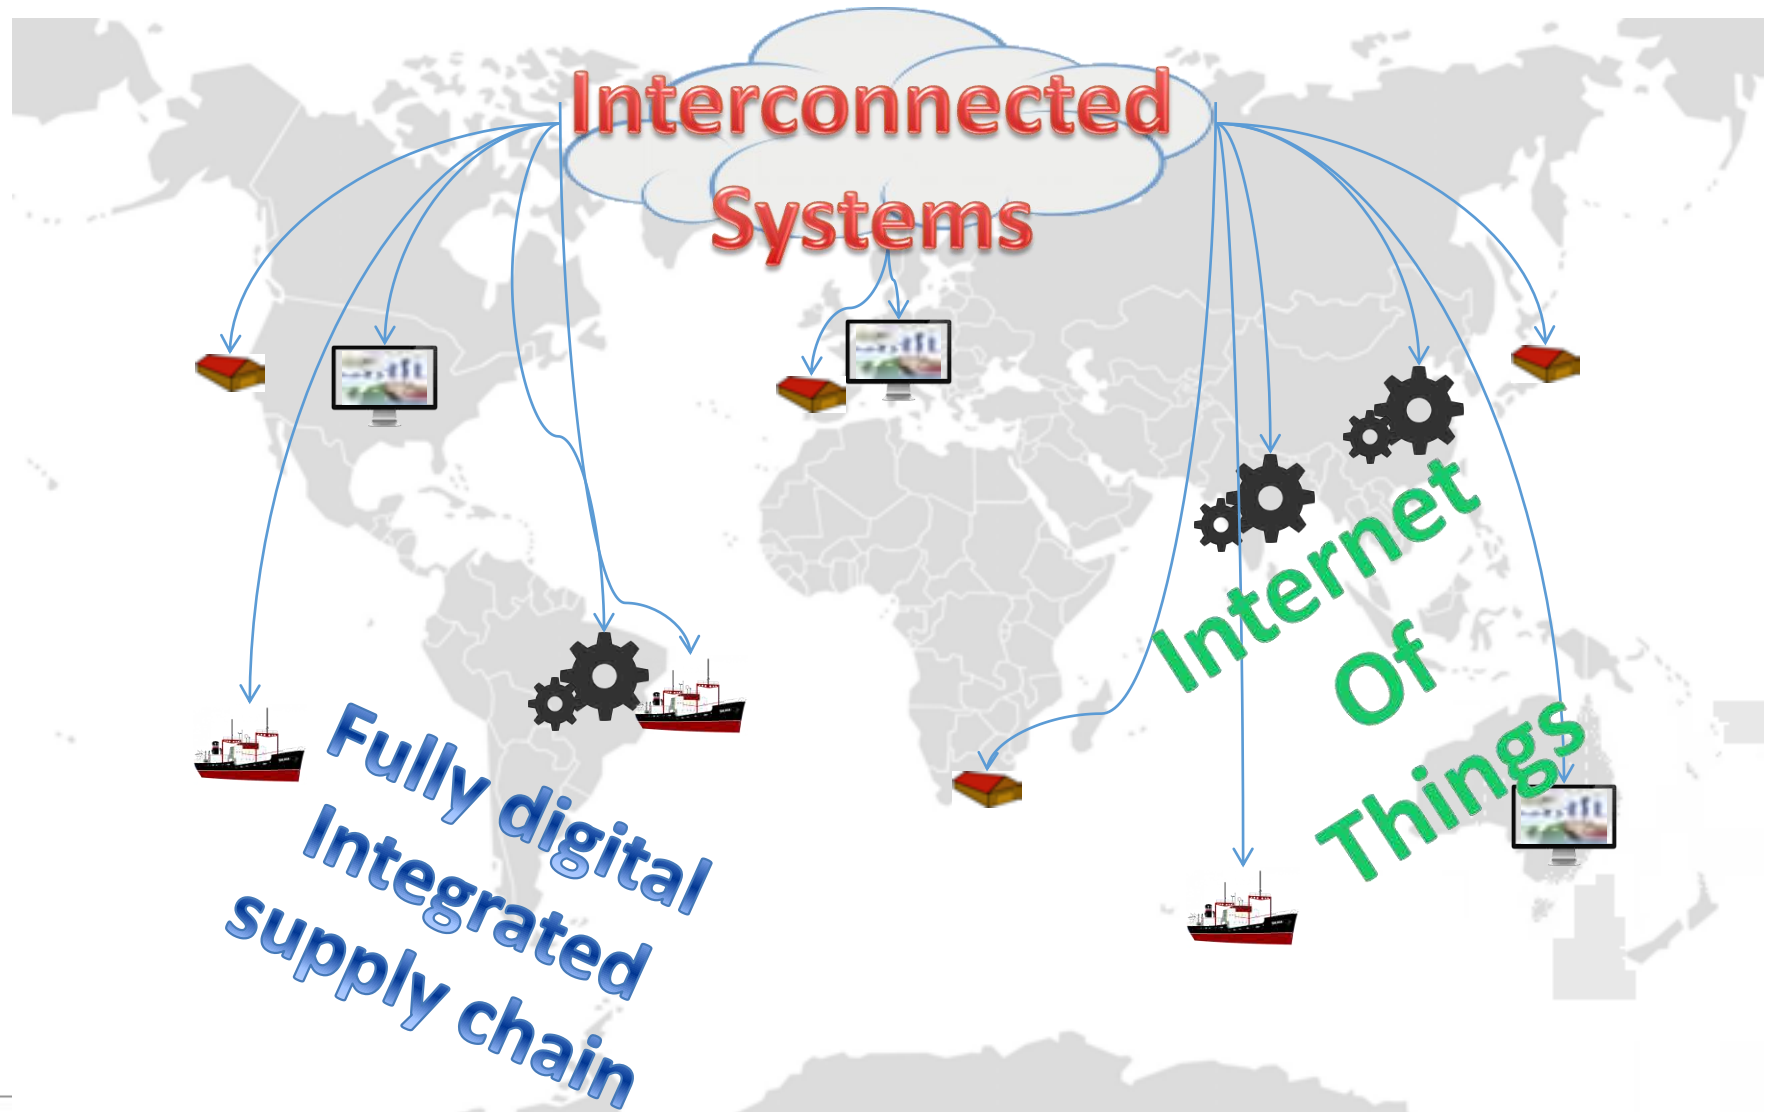 Interconnected
Systems
Internet
Of
Things
Fully digital
Integrated
supply chain